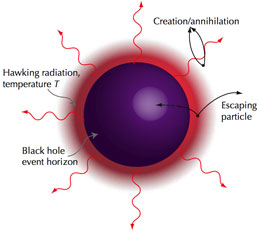 Creation/annihilation
Hawking radiation,
temperature T
Escaping
particle
Black hole
event horizon